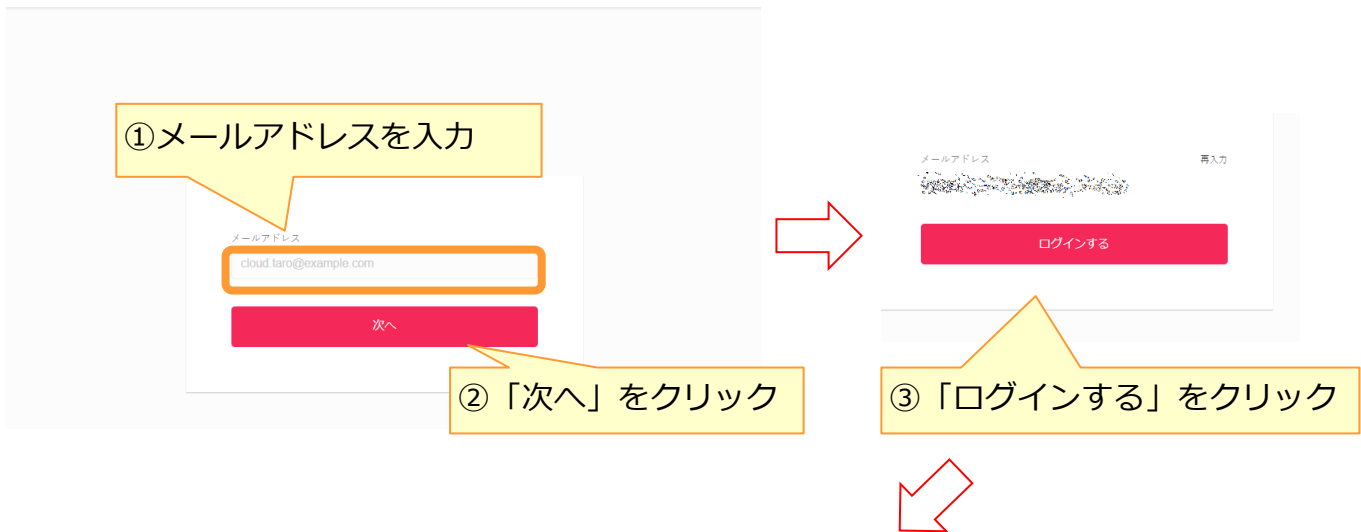 ①メールアドレスを入力
メールアドレス
cloud.taro@example.com
次へ
②「次へ」をクリック
メールアドレス 再入力
ログインする
③「ログインする」をクリック